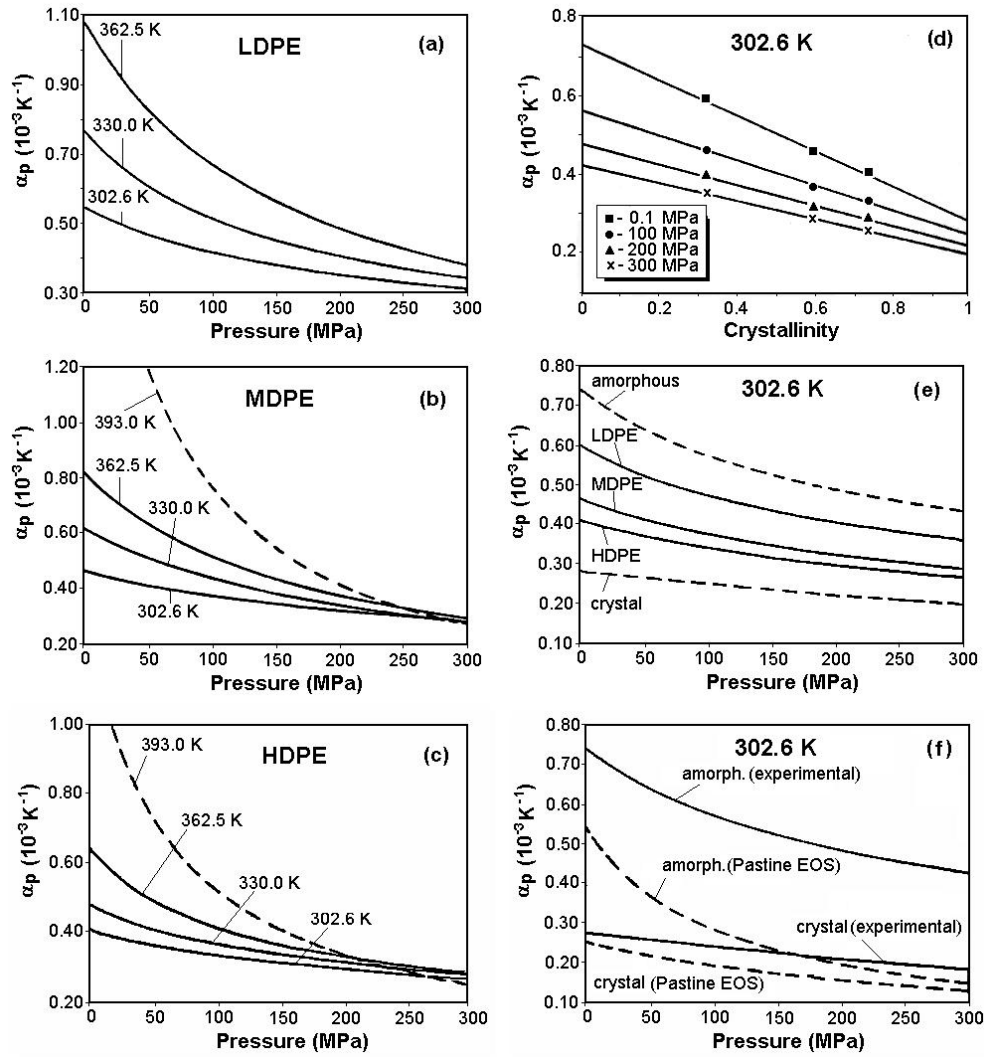 LDPE
(a)
αp (10⁻³K⁻¹)
1.10
0.90
0.70
0.50
0.30
362.5 K
330.0 K
302.6 K
0 50 100 150 200 250 300
Pressure (MPa)
302.6 K
(d)
αp (10⁻³K⁻¹)
0.8
0.6
0.4
0.2
- 0.1 MPa
- 100 MPa
- 200 MPa
- 300 MPa
0 0.2 0.4 0.6 0.8 1
Crystallinity
MDPE
(b)
αp (10⁻³K⁻¹)
1.20
1.00
0.80
0.60
0.40
0.20
393.0 K
362.5 K
330.0 K
302.6 K
0 50 100 150 200 250 300
Pressure (MPa)
302.6 K
(e)
αp (10⁻³K⁻¹)
0.80
0.70
0.60
0.50
0.40
0.30
0.20
0.10
amorphous
LDPE
MDPE
HDPE
crystal
0 50 100 150 200 250 300
Pressure (MPa)
HDPE
(c)
αp (10⁻³K⁻¹)
1.00
0.80
0.60
0.40
0.20
393.0 K
362.5 K
330.0 K
302.6 K
0 50 100 150 200 250 300
Pressure (MPa)
302.6 K
(f)
αp (10⁻³K⁻¹)
0.80
0.70
0.60
0.50
0.40
0.30
0.20
0.10
amorph. (experimental)
amorph. (Pastine EOS)
crystal (experimental)
crystal (Pastine EOS)
0 50 100 150 200 250 300
Pressure (MPa)